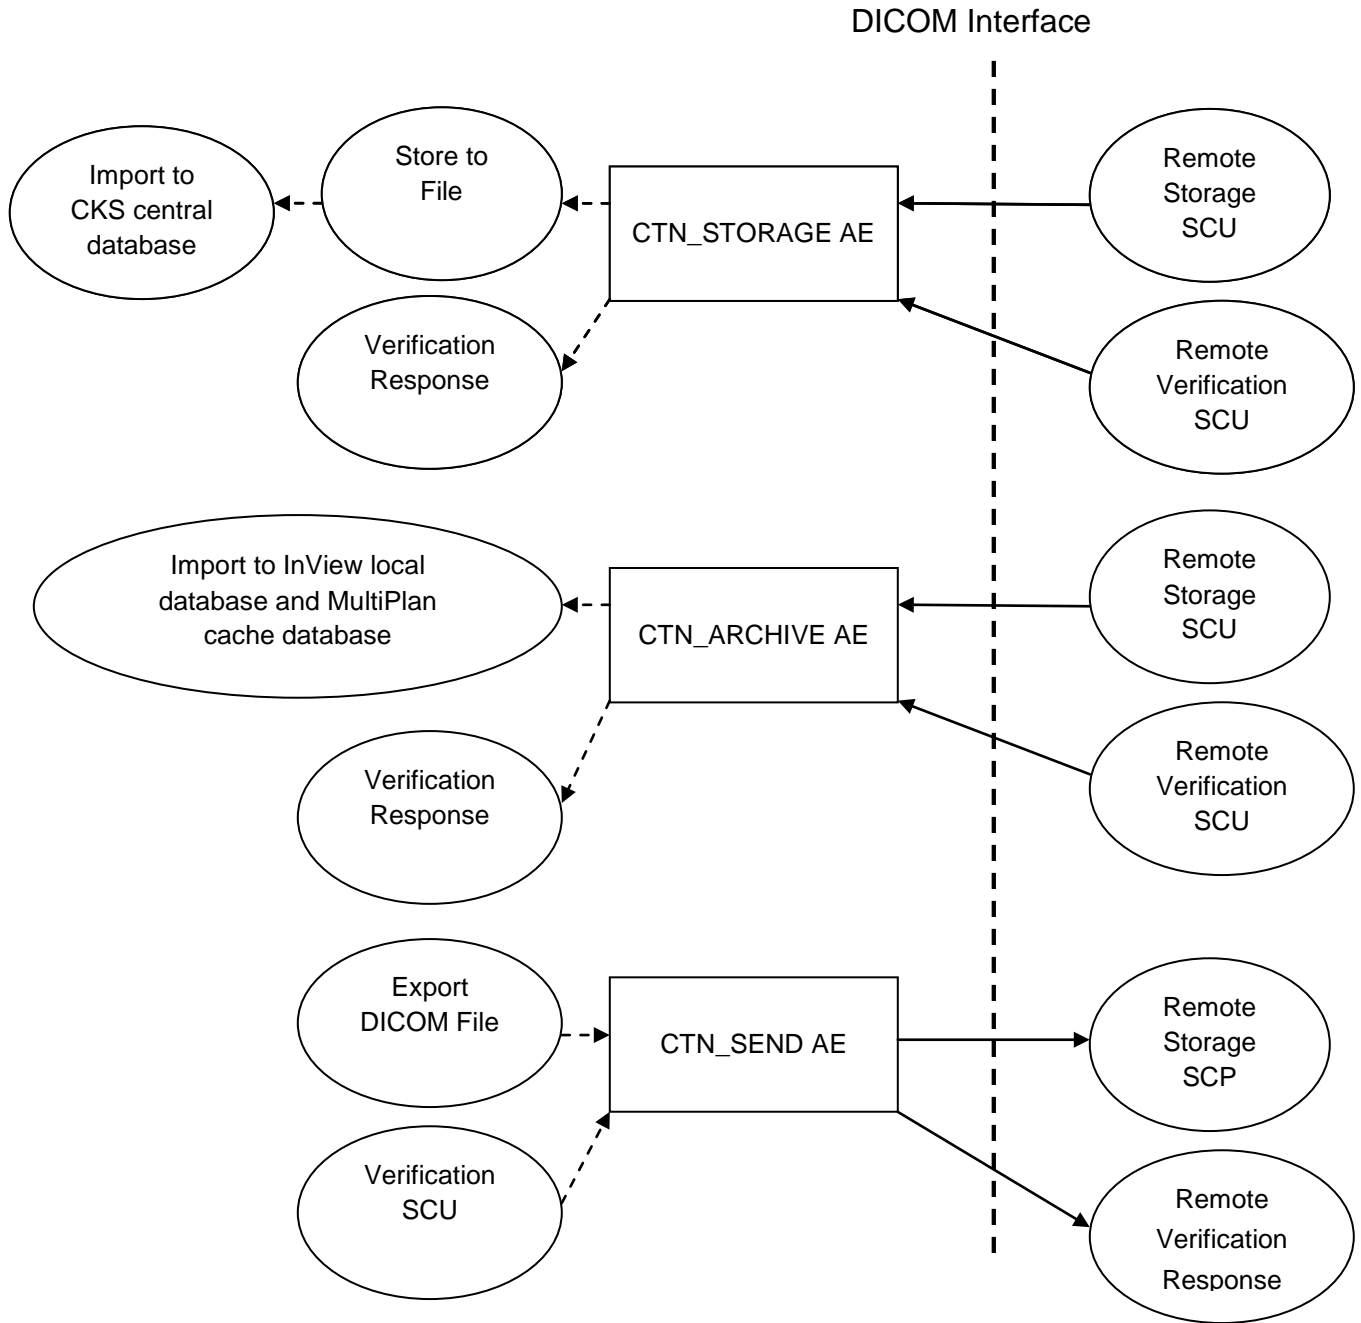 DICOM Interface
Import to
CKS central
database
Store to
File
CTN_STORAGE AE
Remote
Storage
SCU
Verification
Response
Remote
Verification
SCU
Import to InView local
database and MultiPlan
cache database
CTN_ARCHIVE AE
Remote
Storage
SCU
Verification
Response
Remote
Verification
SCU
Export
DICOM File
CTN_SEND AE
Remote
Storage
SCP
Verification
SCU
Remote
Verification
Response